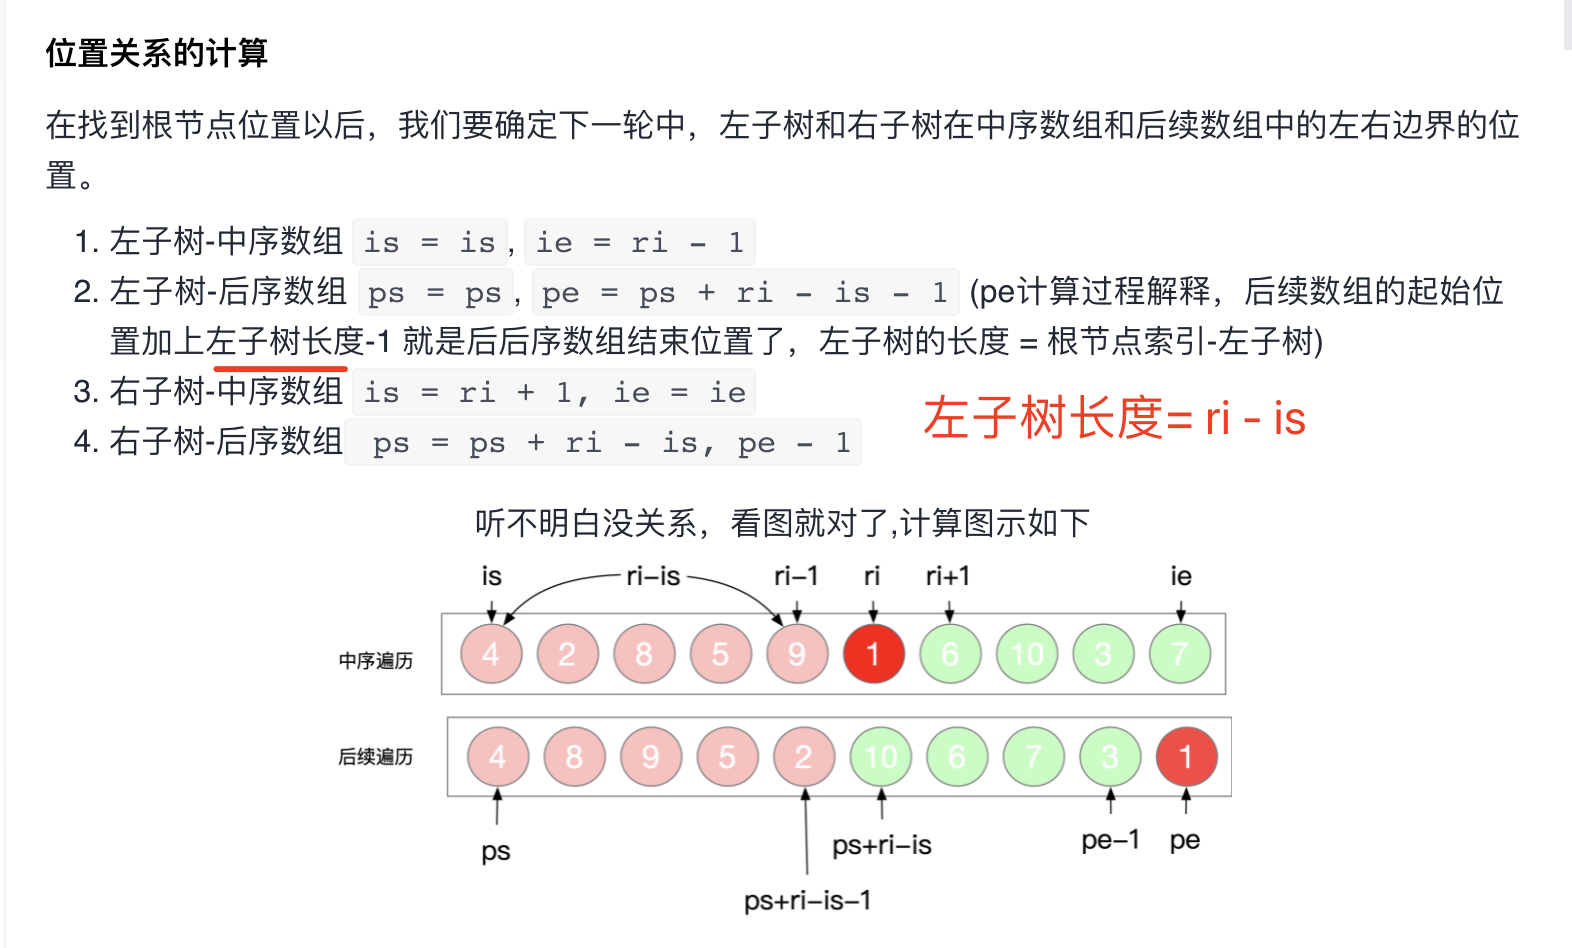 位置关系的计算
在找到根节点位置以后，我们要确定下一轮中，左子树和右子树在中序数组和后续数组中的左右边界的位
置。
1. 左子树-中序数组 is = is, ie = ri - 1
2. 左子树-后序数组 ps = ps, pe = ps + ri - is - 1 (pe计算过程解释，后续数组的起始位
置加上左子树长度-1 就是后后序数组结束位置了，左子树的长度 = 根节点索引-左子树)
3. 右子树-中序数组 is = ri + 1, ie = ie
左子树长度= ri - is
4. 右子树-后序数组 ps = ps + ri - is, pe - 1
听不明白没关系，看图就对了,计算图示如下
is ri-is ri-1 ri ri+1 ie
中序遍历 4 2 8 5 9 1 6 10 3 7
后续遍历 4 8 9 5 2 10 6 7 3 1
ps ps+ri-is pe-1 pe
ps+ri-is-1